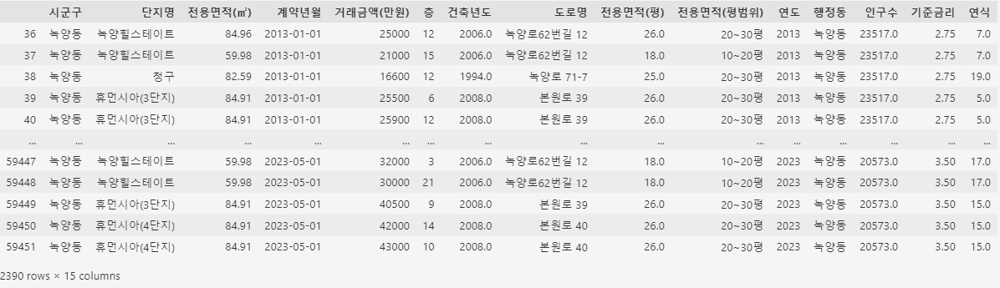 시군구 단지명 전용면적(㎡) 계약년월 거래금액(만원) 층 건축년도 도로명 전용면적(평) 전용면적(평범위) 연도 행정동 인구수 기준금리 연식
36 녹양동 녹양힐스테이트 84.96 2013-01-01 25000 12 2006.0 녹양로62번길 12 26.0 20~30평 2013 녹양동 23517.0 2.75 7.0
37 녹양동 녹양힐스테이트 59.98 2013-01-01 21000 15 2006.0 녹양로62번길 12 18.0 10~20평 2013 녹양동 23517.0 2.75 7.0
38 녹양동 청구 82.59 2013-01-01 16600 12 1994.0 녹양로 71-7 25.0 20~30평 2013 녹양동 23517.0 2.75 19.0
39 녹양동 휴먼시아(3단지) 84.91 2013-01-01 25500 6 2008.0 본원로 39 26.0 20~30평 2013 녹양동 23517.0 2.75 5.0
40 녹양동 휴먼시아(3단지) 84.91 2013-01-01 25900 12 2008.0 본원로 39 26.0 20~30평 2013 녹양동 23517.0 2.75 5.0
... ... ... ... ... ... ... ... ... ... ... ... ... ... ... ...
59447 녹양동 녹양힐스테이트 59.98 2023-05-01 32000 3 2006.0 녹양로62번길 12 18.0 10~20평 2023 녹양동 20573.0 3.50 17.0
59448 녹양동 녹양힐스테이트 59.98 2023-05-01 30000 21 2006.0 녹양로62번길 12 18.0 10~20평 2023 녹양동 20573.0 3.50 17.0
59449 녹양동 휴먼시아(3단지) 84.91 2023-05-01 40500 9 2008.0 본원로 39 26.0 20~30평 2023 녹양동 20573.0 3.50 15.0
59450 녹양동 휴먼시아(4단지) 84.91 2023-05-01 42000 14 2008.0 본원로 40 26.0 20~30평 2023 녹양동 20573.0 3.50 15.0
59451 녹양동 휴먼시아(4단지) 84.91 2023-05-01 43000 10 2008.0 본원로 40 26.0 20~30평 2023 녹양동 20573.0 3.50 15.0
2390 rows × 15 columns